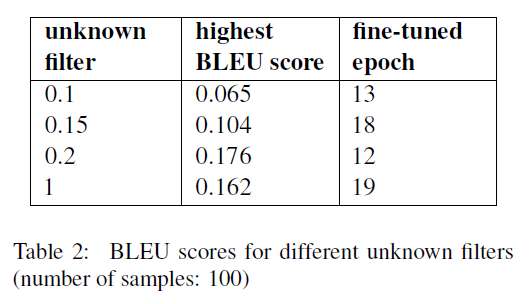 unknown filter highest BLEU score fine-tuned epoch
0.1 0.065 13
0.15 0.104 18
0.2 0.176 12
1 0.162 19
Table 2: BLEU scores for different unknown filters
(number of samples: 100)